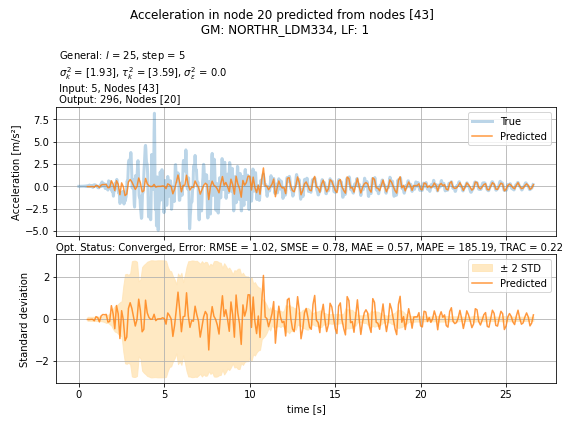 Acceleration in node 20 predicted from nodes [43]
GM: NORTHR_LDM334, LF: 1
General: l = 25, step = 5
σ²ₖ = [1.93], τ²ₖ = [3.59], σ²ε = 0.0
Input: 5, Nodes [43]
Output: 296, Nodes [20]
Acceleration [m/s²]
7.5
5.0
2.5
0.0
−2.5
−5.0
True
Predicted
Opt. Status: Converged, Error: RMSE = 1.02, SMSE = 0.78, MAE = 0.57, MAPE = 185.19, TRAC = 0.22
Standard deviation
2
0
−2
± 2 STD
Predicted
0 5 10 15 20 25
time [s]